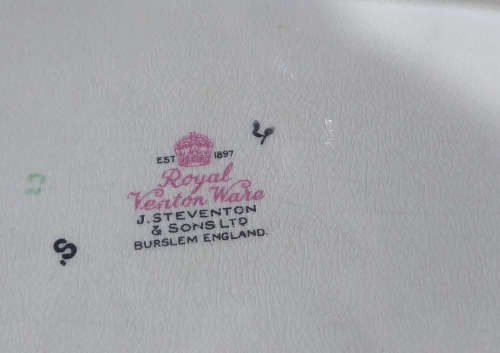 EST 1897
Royal
Venton Ware
J. STEVENTON
& SONS LTD
BURSLEM ENGLAND.
S.